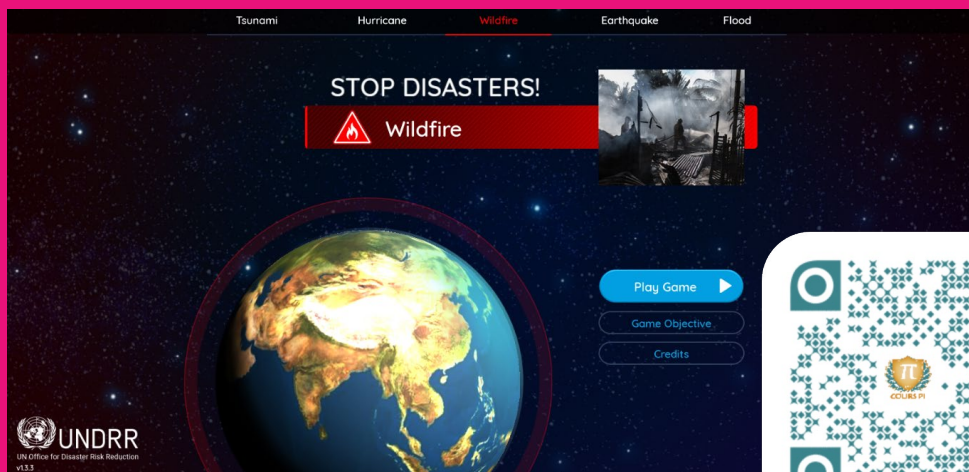 Tsunami Hurricane Wildfire Earthquake Flood
STOP DISASTERS!
Wildfire
Play Game
Game Objective
Credits
π
COURS PI
UNDRR
UN Office for Disaster Risk Reduction
v1.3.3